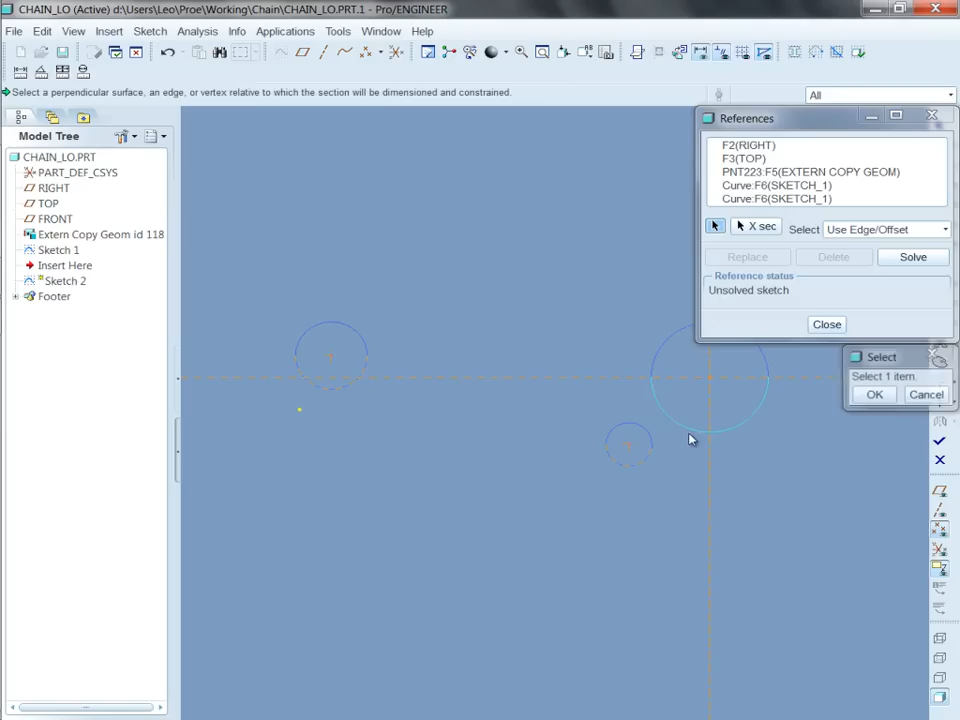 CHAIN_LO (Active) d:\Users\Leo\Proe\Working\Chain\CHAIN_LO.PRT.1 - Pro/ENGINEER
File Edit View Insert Sketch Analysis Info Applications Tools Window Help
Select a perpendicular surface, an edge, or vertex relative to which the section will be dimensioned and constrained.
All
Model Tree
CHAIN_LO.PRT
PART_DEF_CSYS
RIGHT
TOP
FRONT
Extern Copy Geom id 118
Sketch 1
Insert Here
Sketch 2
Footer
References
F2(RIGHT)
F3(TOP)
PNT223:F5(EXTERN COPY GEOM)
Curve:F6(SKETCH_1)
Curve:F6(SKETCH_1)
X sec
Select Use Edge/Offset
Replace Delete Solve
Reference status
Unsolved sketch
Close
Select
Select 1 item.
OK Cancel